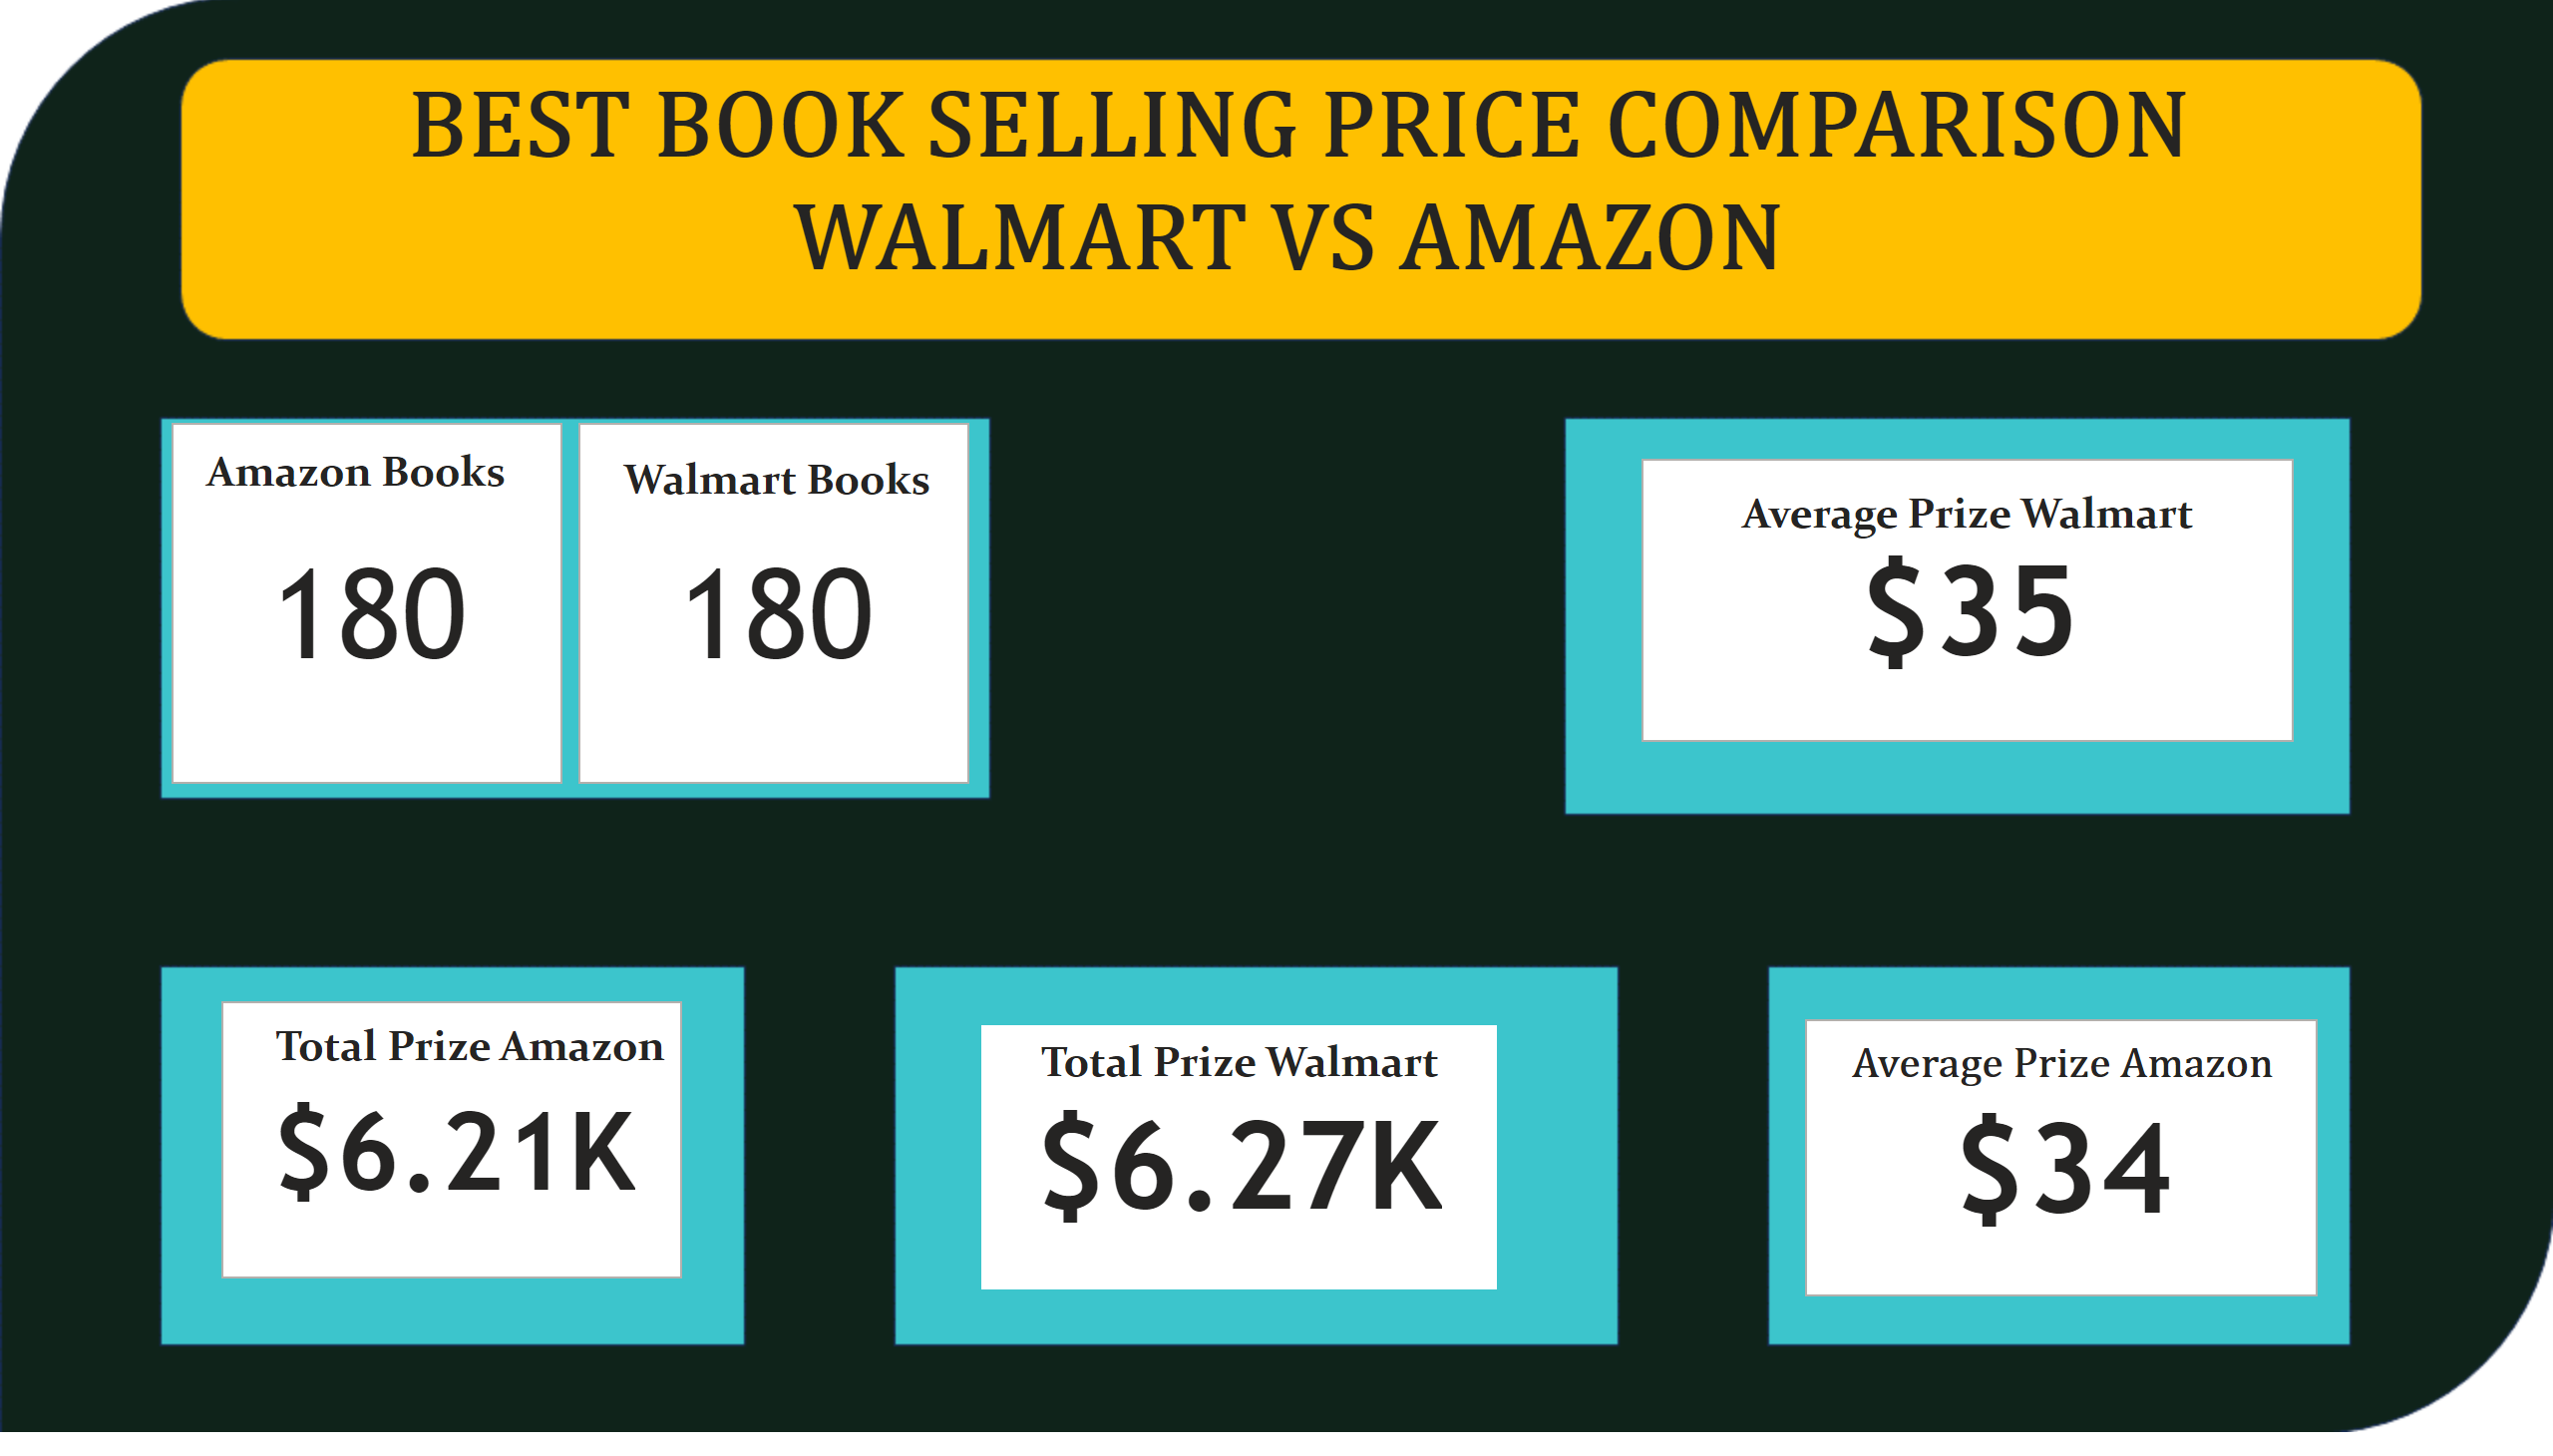 BEST BOOK SELLING PRICE COMPARISON
WALMART VS AMAZON
Amazon Books
180
Walmart Books
180
Average Prize Walmart
$35
Total Prize Amazon
$6.21K
Total Prize Walmart
$6.27K
Average Prize Amazon
$34